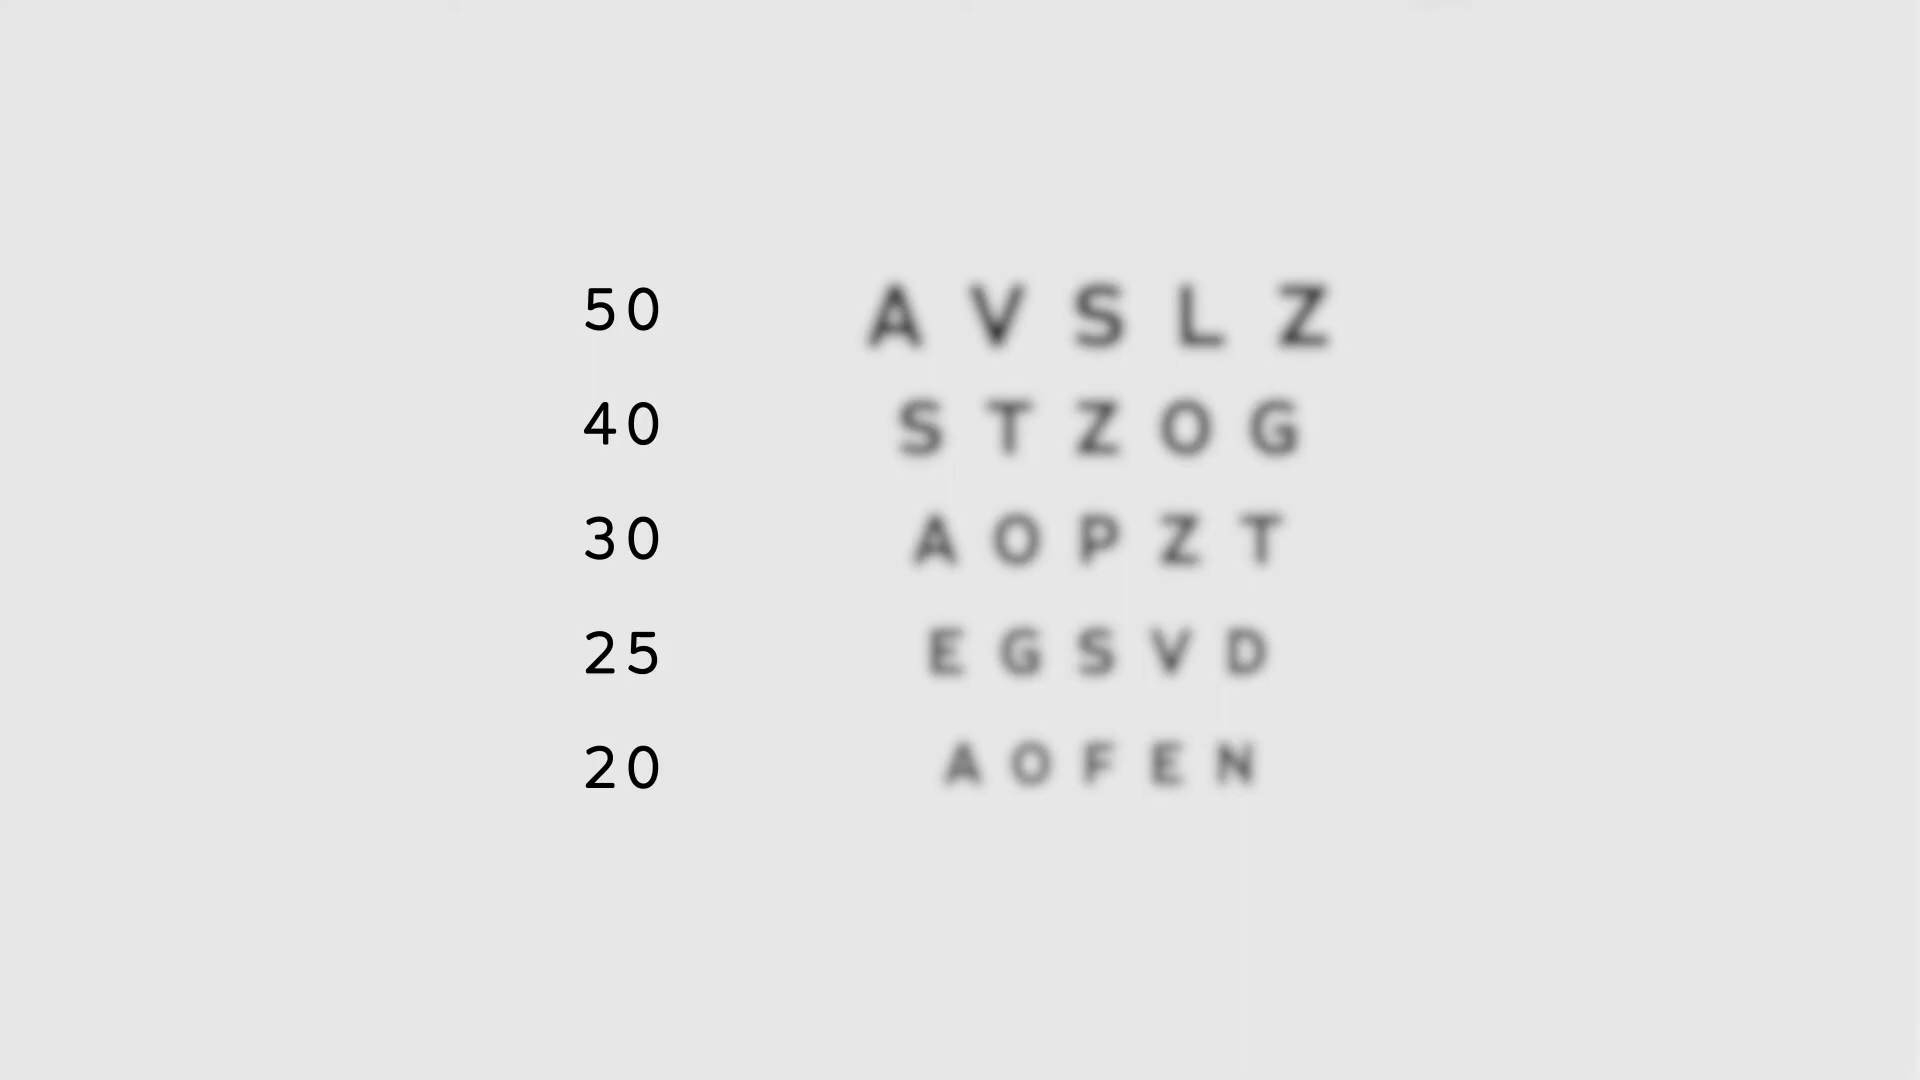 50 A V S L Z
40 S T Z O G
30 A O P Z T
25 E G S V D
20 A O F E N